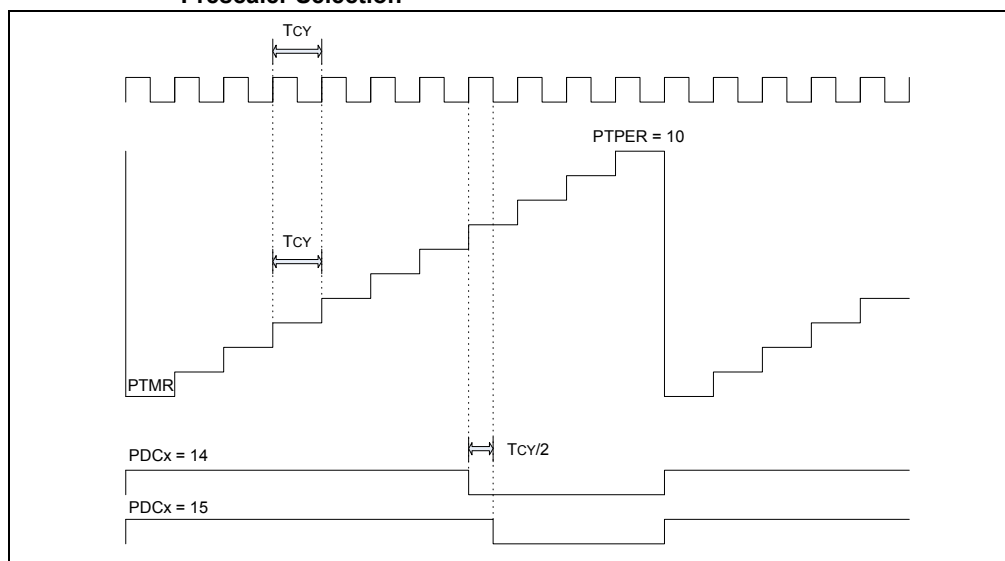 Prescaler Selection
TCY
PTPER = 10
TCY
PTMR
PDCx = 14
TCY/2
PDCx = 15